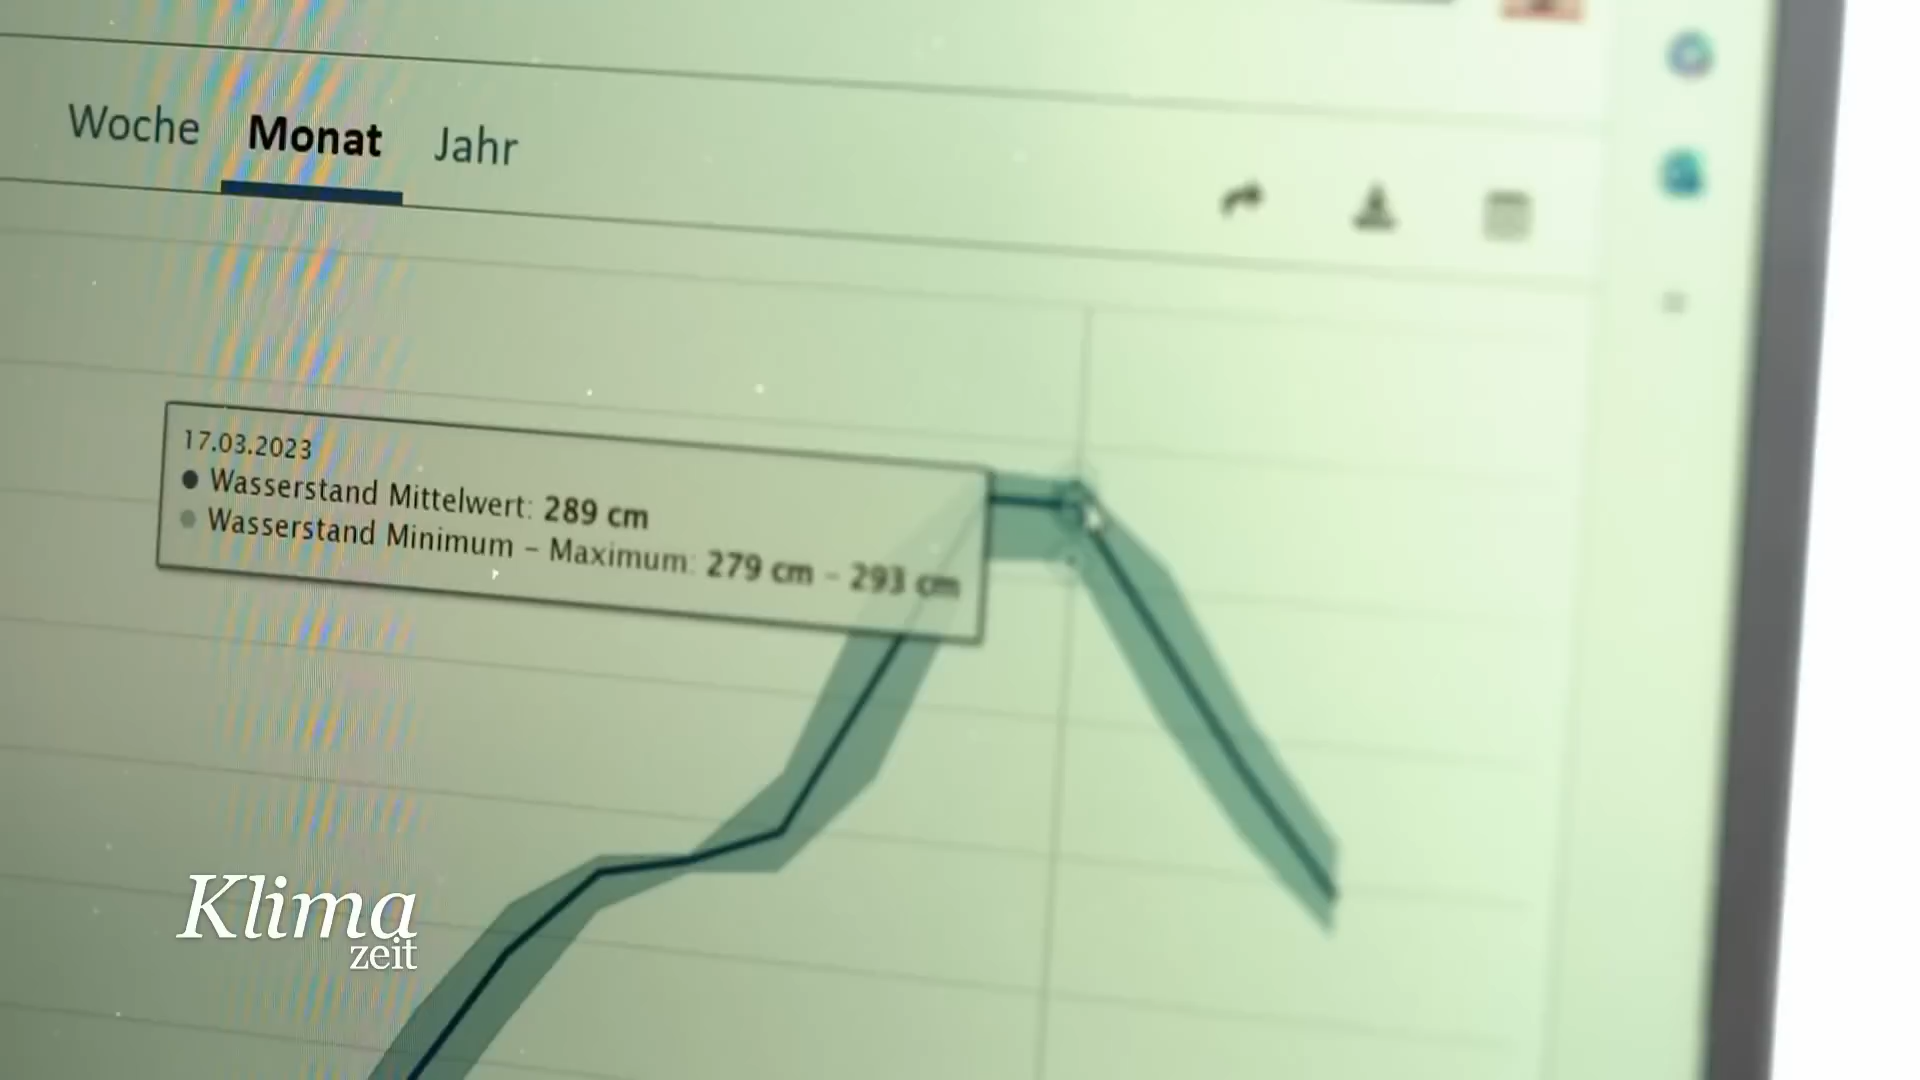 Woche Monat Jahr
17.03.2023
Wasserstand Mittelwert: 289 cm
Wasserstand Minimum – Maximum: 279 cm – 293 cm
Klima
zeit